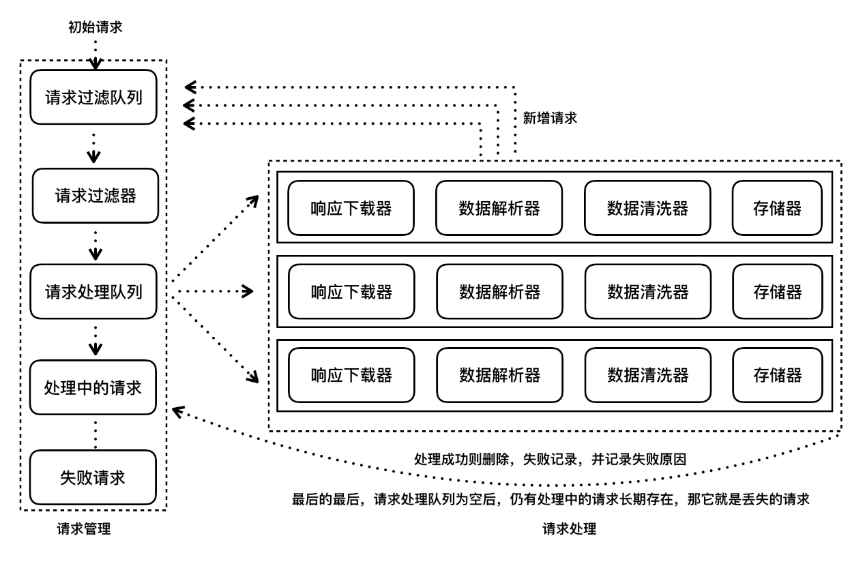 初始请求
请求过滤队列
请求过滤器
请求处理队列
处理中的请求
失败请求
请求管理
新增请求
响应下载器 数据解析器 数据清洗器 存储器
响应下载器 数据解析器 数据清洗器 存储器
响应下载器 数据解析器 数据清洗器 存储器
处理成功则删除，失败记录，并记录失败原因
最后的最后，请求处理队列为空后，仍有处理中的请求长期存在，那它就是丢失的请求
请求处理